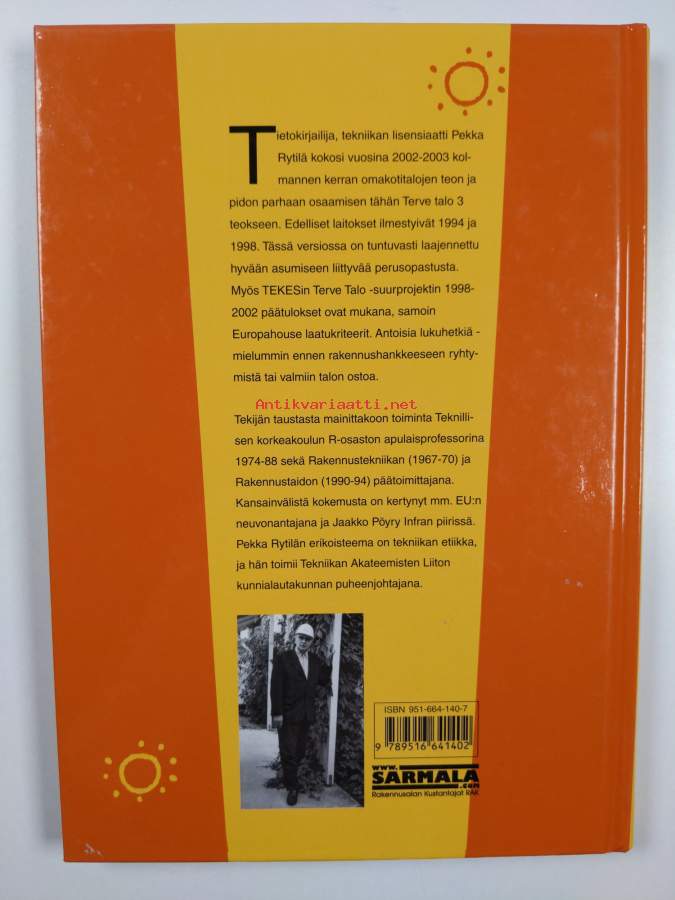 Tietokirjailija, tekniikan lisensiaatti Pekka
Rytilä kokosi vuosina 2002-2003 kol-
mannen kerran omakotitalojen teon ja
pidon parhaan osaamisen tähän Terve talo 3
teokseen. Edelliset laitokset ilmestyivät 1994 ja
1998. Tässä versiossa on tuntuvasti laajennettu
hyvään asumiseen liittyvää perusopastusta.
Myös TEKESin Terve Talo -suurprojektin 1998-
2002 päätulokset ovat mukana, samoin
Europahouse laatukriteerit. Antoisia lukuhetkiä -
mielummin ennen rakennushankkeeseen ryhty-
mistä tai valmiin talon ostoa.
Antikvariaatti.net
Tekijän taustasta mainittakoon toiminta Teknilli-
sen korkeakoulun R-osaston apulaisprofessorina
1974-88 sekä Rakennustekniikan (1967-70) ja
Rakennustaidon (1990-94) päätoimittajana.
Kansainvälistä kokemusta on kertynyt mm. EU:n
neuvonantajana ja Jaakko Pöyry Infran piirissä.
Pekka Rytilän erikoisteema on tekniikan etiikka,
ja hän toimii Tekniikan Akateemisten Liiton
kunnialautakunnan puheenjohtajana.
ISBN 951-664-140-7
9 789516 641402
www.
SARMALA
.com
Rakennusalan Kustantajat RAK